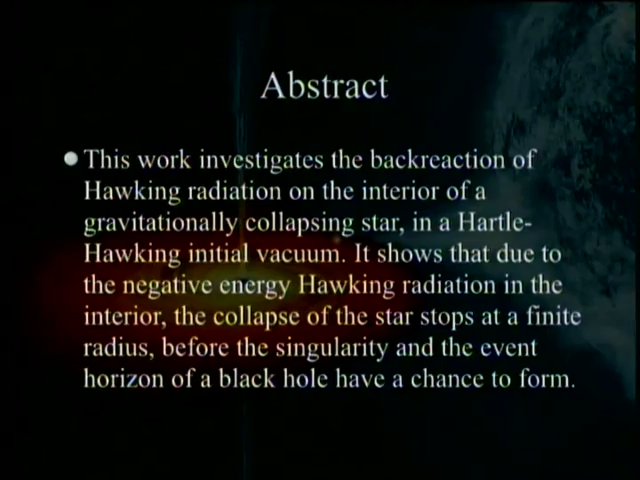 Abstract
This work investigates the backreaction of
Hawking radiation on the interior of a
gravitationally collapsing star, in a Hartle-
Hawking initial vacuum. It shows that due to
the negative energy Hawking radiation in the
interior, the collapse of the star stops at a finite
radius, before the singularity and the event
horizon of a black hole have a chance to form.